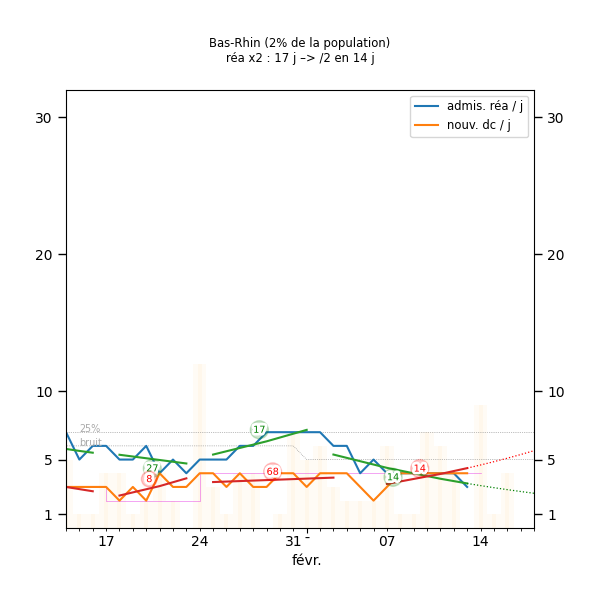 Bas-Rhin (2% de la population)
réa x2 : 17 j –> /2 en 14 j
admis. réa / j
nouv. dc / j
30 30
20 20
10 10
25%
bruit
17
68
27
8
14
14
5 5
1 1
17 24 31 - 07 14
févr.